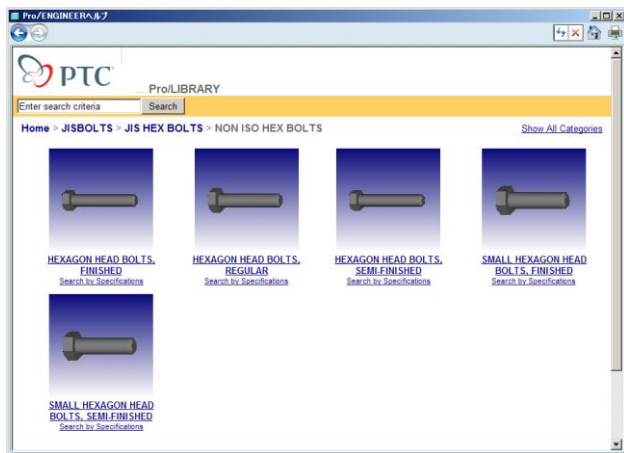 Pro/ENGINEERヘルプ
PTC
Pro/LIBRARY
Enter search criteria Search
Home > JISBOLTS > JIS HEX BOLTS > NON ISO HEX BOLTS Show All Categories
HEXAGON HEAD BOLTS,
FINISHED
Search by Specifications
HEXAGON HEAD BOLTS,
REGULAR
Search by Specifications
HEXAGON HEAD BOLTS,
SEMI-FINISHED
Search by Specifications
SMALL HEXAGON HEAD
BOLTS, FINISHED
Search by Specifications
SMALL HEXAGON HEAD
BOLTS, SEMI-FINISHED
Search by Specifications